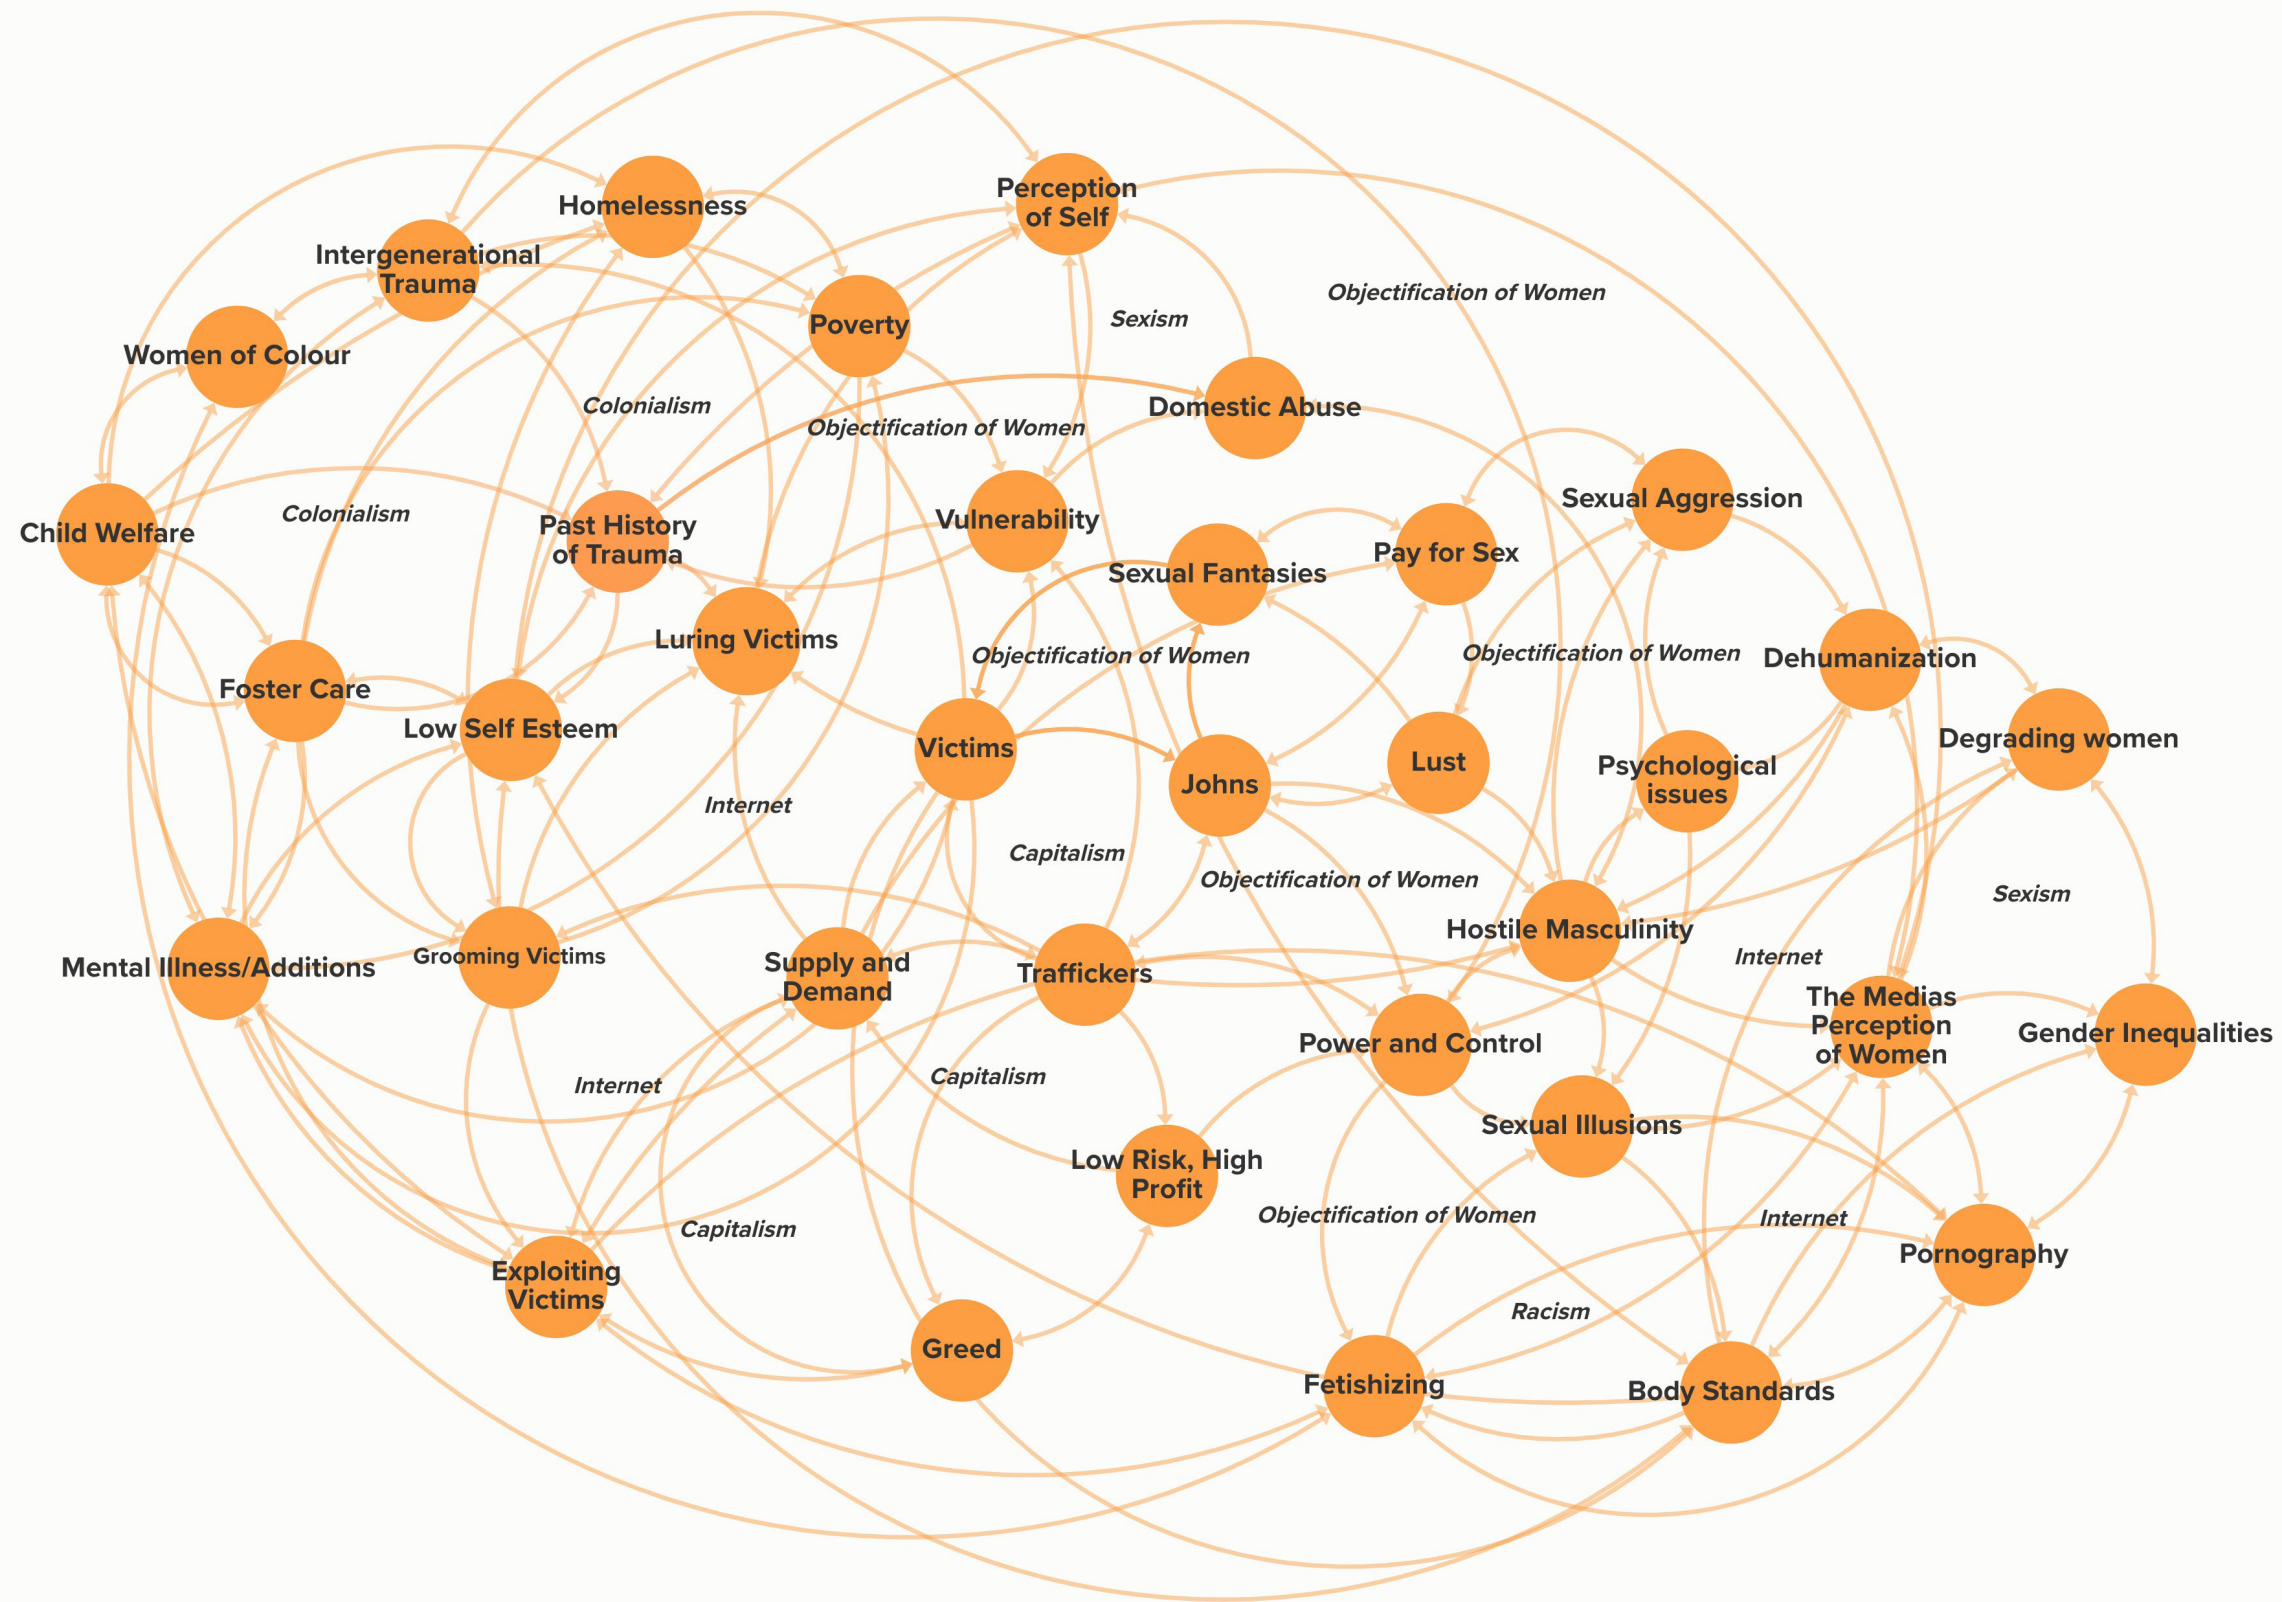 Perception
of Self
Homelessness
Intergenerational
Trauma
Objectification of Women
Sexism
Poverty
Women of Colour
Colonialism
Domestic Abuse
Objectification of Women
Sexual Aggression
Colonialism
Vulnerability
Child Welfare
Past History
of Trauma
Pay for Sex
Sexual Fantasies
Luring Victims
Objectification of Women
Objectification of Women
Dehumanization
Foster Care
Low Self Esteem
Victims
Degrading women
Johns
Lust
Psychological
issues
Internet
Capitalism
Objectification of Women
Sexism
Hostile Masculinity
Internet
Mental Illness/Additions
Grooming Victims
Supply and
Demand
Traffickers
The Medias
Perception
of Women
Gender Inequalities
Power and Control
Internet
Capitalism
Sexual Illusions
Low Risk, High
Profit
Objectification of Women
Internet
Capitalism
Pornography
Exploiting
Victims
Racism
Greed
Fetishizing
Body Standards